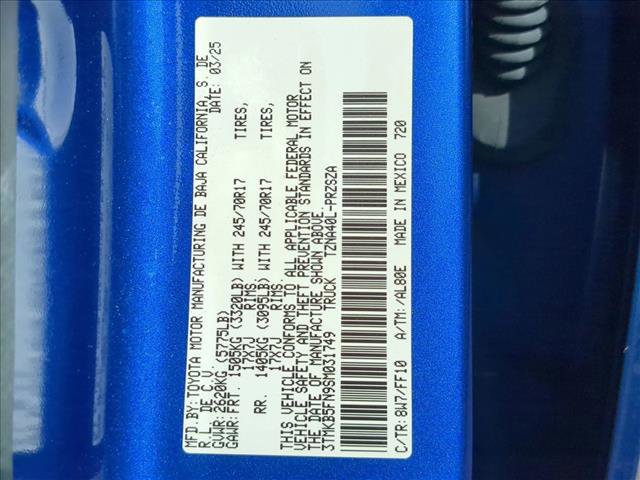 MFD.BY:TOYOTA MOTOR MANUFACTURING DE BAJA CALIFORNIA, S. DE
R. L. DE C.V. DATE: 03/25
GVWR: 2620KG (5775LB)
GAWR: FRT. 1505KG (3320LB) WITH 245/70R17 TIRES,
17X7J RIMS.
RR. 1405KG (3095LB) WITH 245/70R17 TIRES,
17X7J RIMS.
THIS VEHICLE CONFORMS TO ALL APPLICABLE FEDERAL MOTOR
VEHICLE SAFETY AND THEFT PREVENTION STANDARDS IN EFFECT ON
THE DATE OF MANUFACTURE SHOWN ABOVE.
3TMKB5FN9SM031749 TRUCK TZNA40L-PRZSZA
C/TR: 8W7/FF10 A/TM: /AL80E MADE IN MEXICO 720